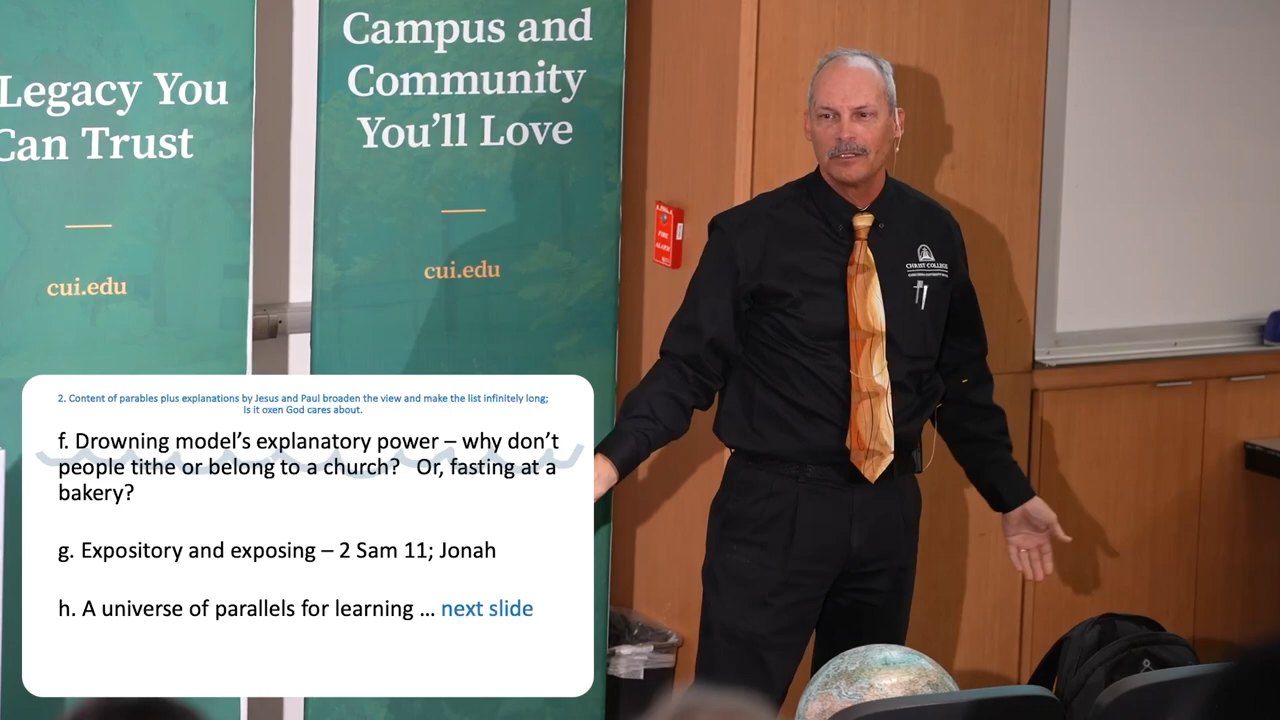 Legacy You
Can Trust
cui.edu
Campus and
Community
You'll Love
cui.edu
FIRE
CHRIST COLLEGE
2. Content of parables plus explanations by Jesus and Paul broaden the view and make the list infinitely long;
Is it oxen God cares about.
f. Drowning model's explanatory power – why don't
people tithe or belong to a church?   Or, fasting at a
bakery?
g. Expository and exposing – 2 Sam 11; Jonah
h. A universe of parallels for learning ... next slide